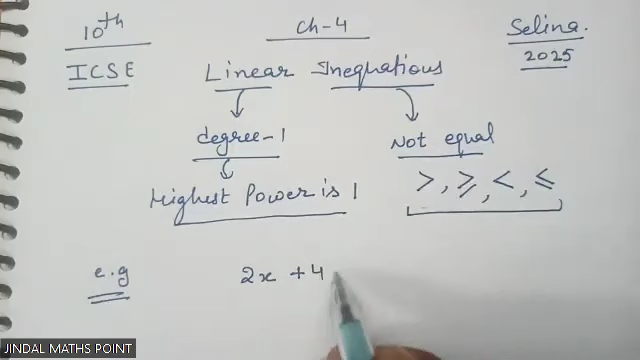 10th Ch-4 Selina.
ICSE Linear Inequations 2025
degree-1 Not equal
Highest Power is 1 >, ≥, <, ≤
e.g 2x + 4
JINDAL MATHS POINT